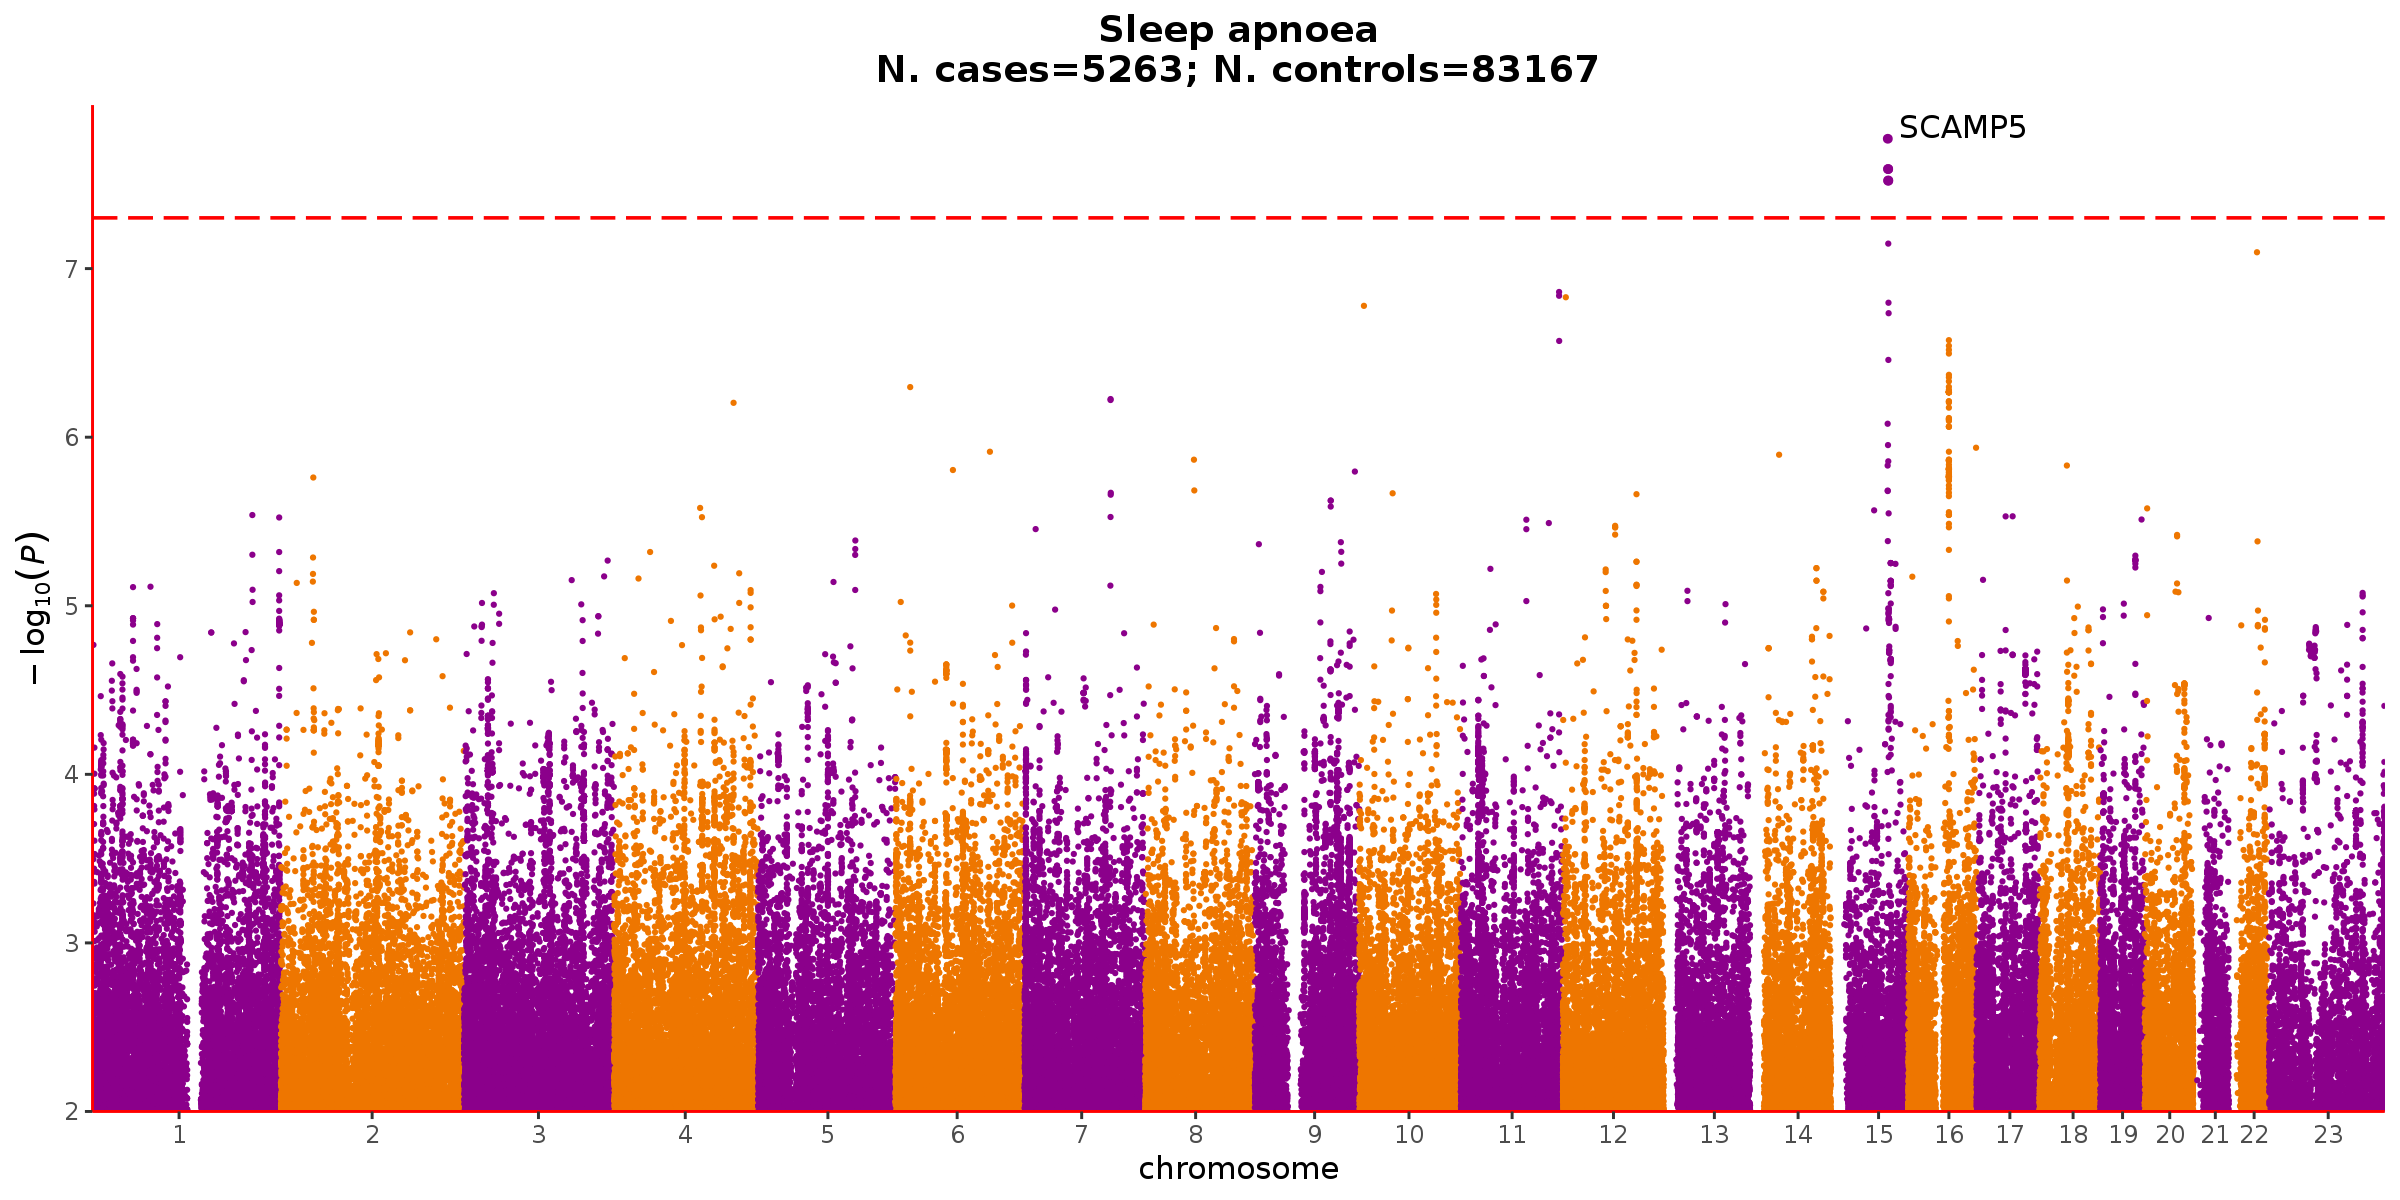 Sleep apnoea
N. cases=5263; N. controls=83167
SCAMP5
7
6
5
4
3
2
−log₁₀(P)
1 2 3 4 5 6 7 8 9 10 11 12 13 14 15 16 17 18 19 20 21 22 23
chromosome